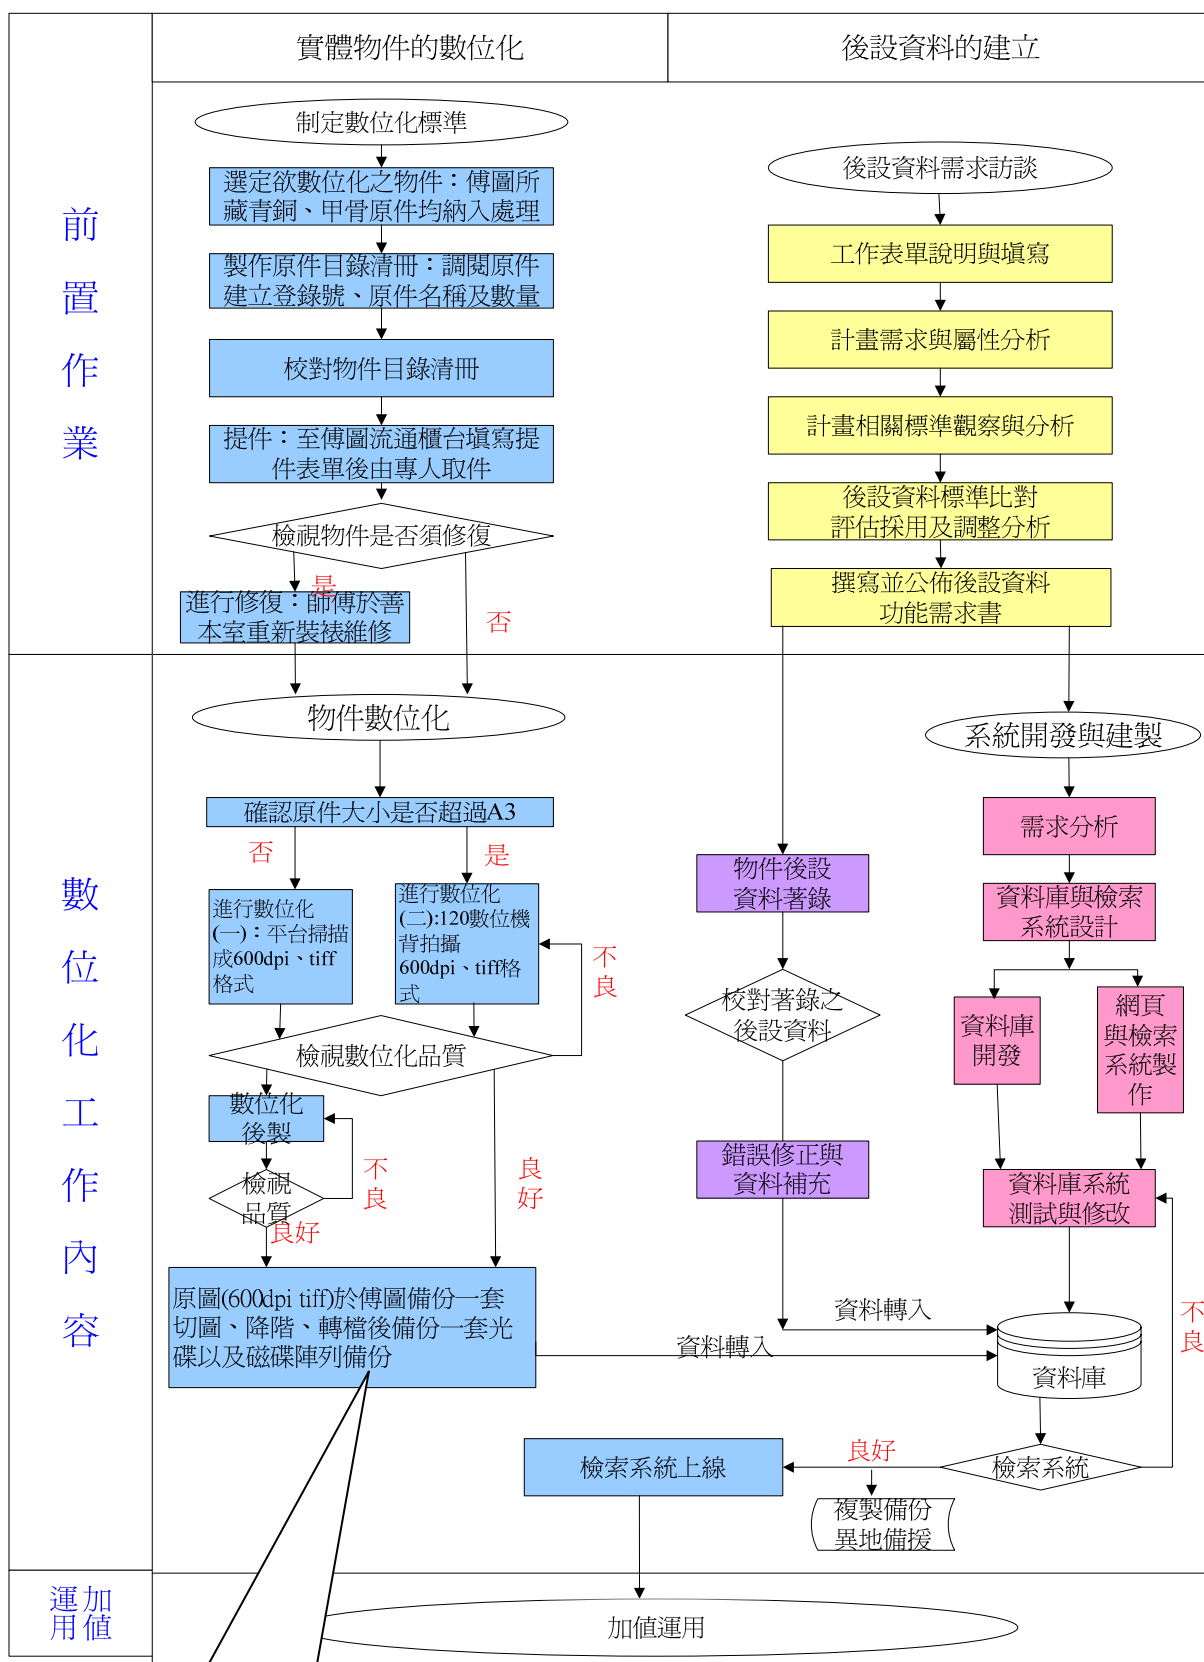 實體物件的數位化
後設資料的建立
前
置
作
業
制定數位化標準
選定欲數位化之物件：傅圖所
藏青銅、甲骨原件均納入處理
製作原件目錄清冊：調閱原件
建立登錄號、原件名稱及數量
校對物件目錄清冊
提件：至傅圖流通櫃台填寫提
件表單後由專人取件
檢視物件是否須修復
是
否
進行修復：師傅於善
本室重新裝裱維修
後設資料需求訪談
工作表單說明與填寫
計畫需求與屬性分析
計畫相關標準觀察與分析
後設資料標準比對
評估採用及調整分析
撰寫並公佈後設資料
功能需求書
數
位
化
工
作
內
容
物件數位化
確認原件大小是否超過A3
否
是
進行數位化
(一)：平台掃描
成600dpi、tiff
格式
進行數位化
(二):120數位機
背拍攝
600dpi、tiff格
式
不
良
檢視數位化品質
數位化
後製
檢視
品質
不
良
良好
良
好
原圖(600dpi tiff)於傅圖備份一套
切圖、降階、轉檔後備份一套光
碟以及磁碟陣列備份
物件後設
資料著錄
校對著錄之
後設資料
錯誤修正與
資料補充
資料轉入
資料轉入
系統開發與建製
需求分析
資料庫與檢索
系統設計
資料庫
開發
網頁
與檢索
系統製
作
資料庫系統
測試與修改
不
良
資料庫
檢索系統
良好
檢索系統上線
複製備份
異地備援
加值
運用
加值運用